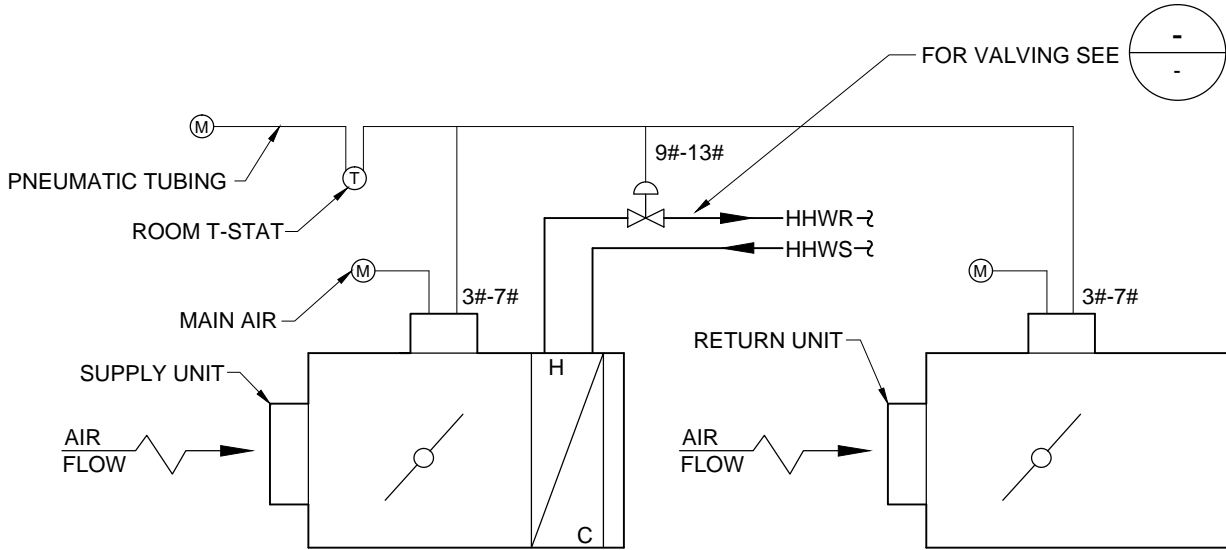 FOR VALVING SEE
-
-
M
9#-13#
PNEUMATIC TUBING
T
ROOM T-STAT
HHWR
HHWS
M
M
3#-7#
3#-7#
MAIN AIR
RETURN UNIT
H
SUPPLY UNIT
AIR
FLOW
AIR
FLOW
C